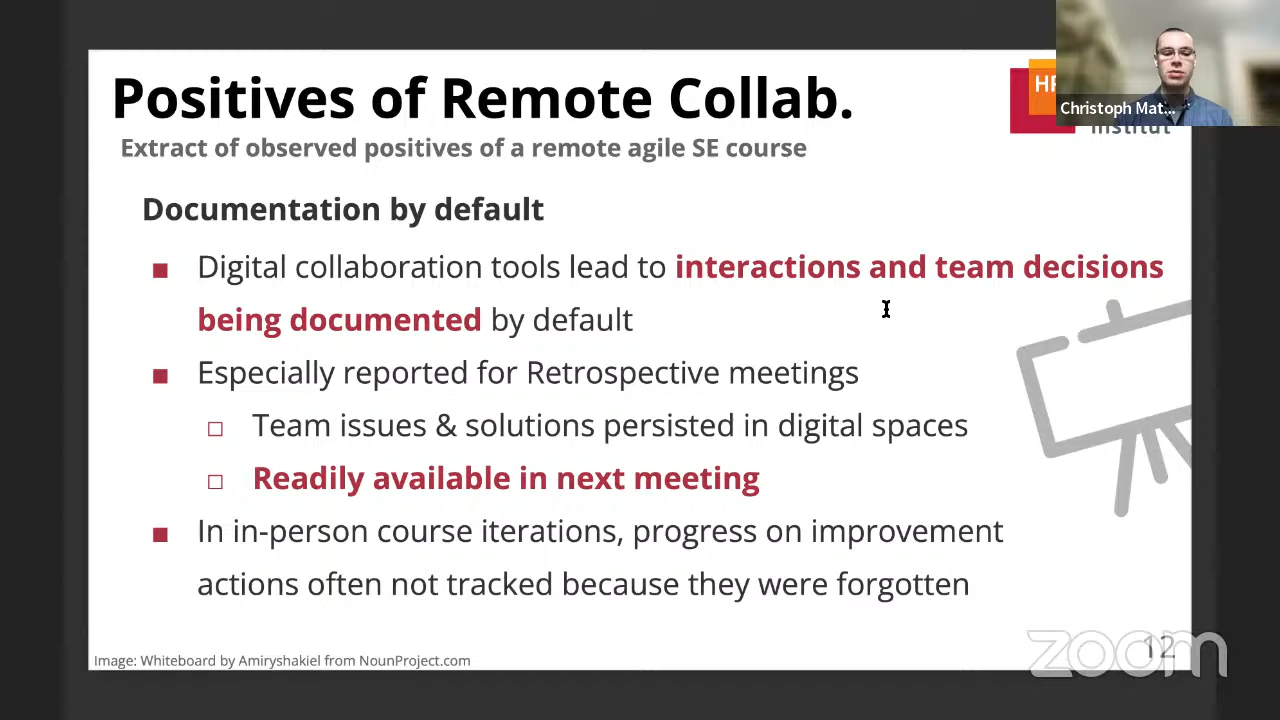 Positives of Remote Collab.
Extract of observed positives of a remote agile SE course
HP
Christoph Mat...
Institut
Documentation by default
Digital collaboration tools lead to interactions and team decisions
being documented by default
Especially reported for Retrospective meetings
Team issues & solutions persisted in digital spaces
Readily available in next meeting
In in-person course iterations, progress on improvement
actions often not tracked because they were forgotten
Image: Whiteboard by Amiryshakiel from NounProject.com
12
zoom